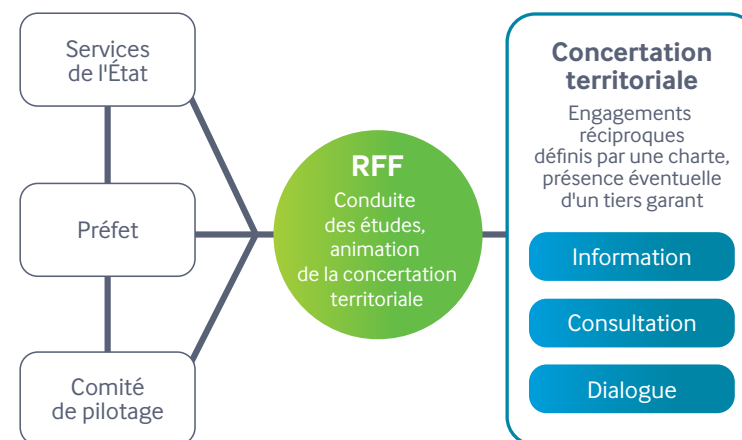 Services
de l'État
Préfet
Comité
de pilotage
RFF
Conduite
des études,
animation
de la concertation
territoriale
Concertation
territoriale
Engagements
réciproques
définis par une charte,
présence éventuelle
d'un tiers garant
Information
Consultation
Dialogue